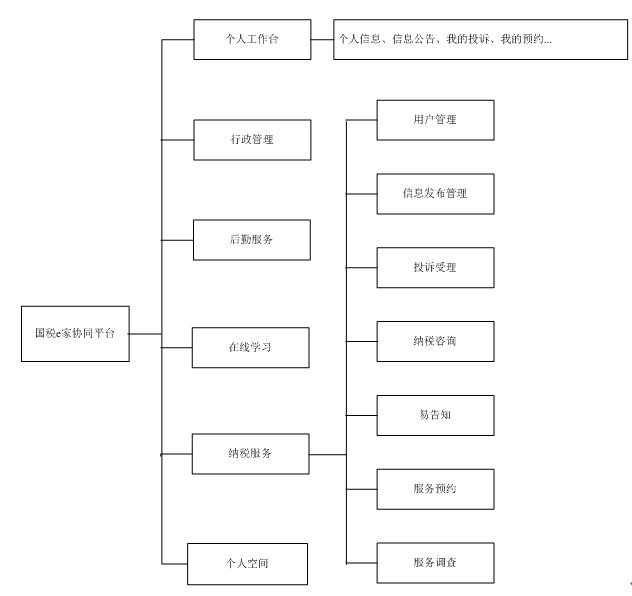 个人工作台
个人信息、信息公告、我的投诉、我的预约...
用户管理
行政管理
信息发布管理
后勤服务
投诉受理
国税e家协同平台
纳税咨询
在线学习
易告知
纳税服务
服务预约
个人空间
服务调查